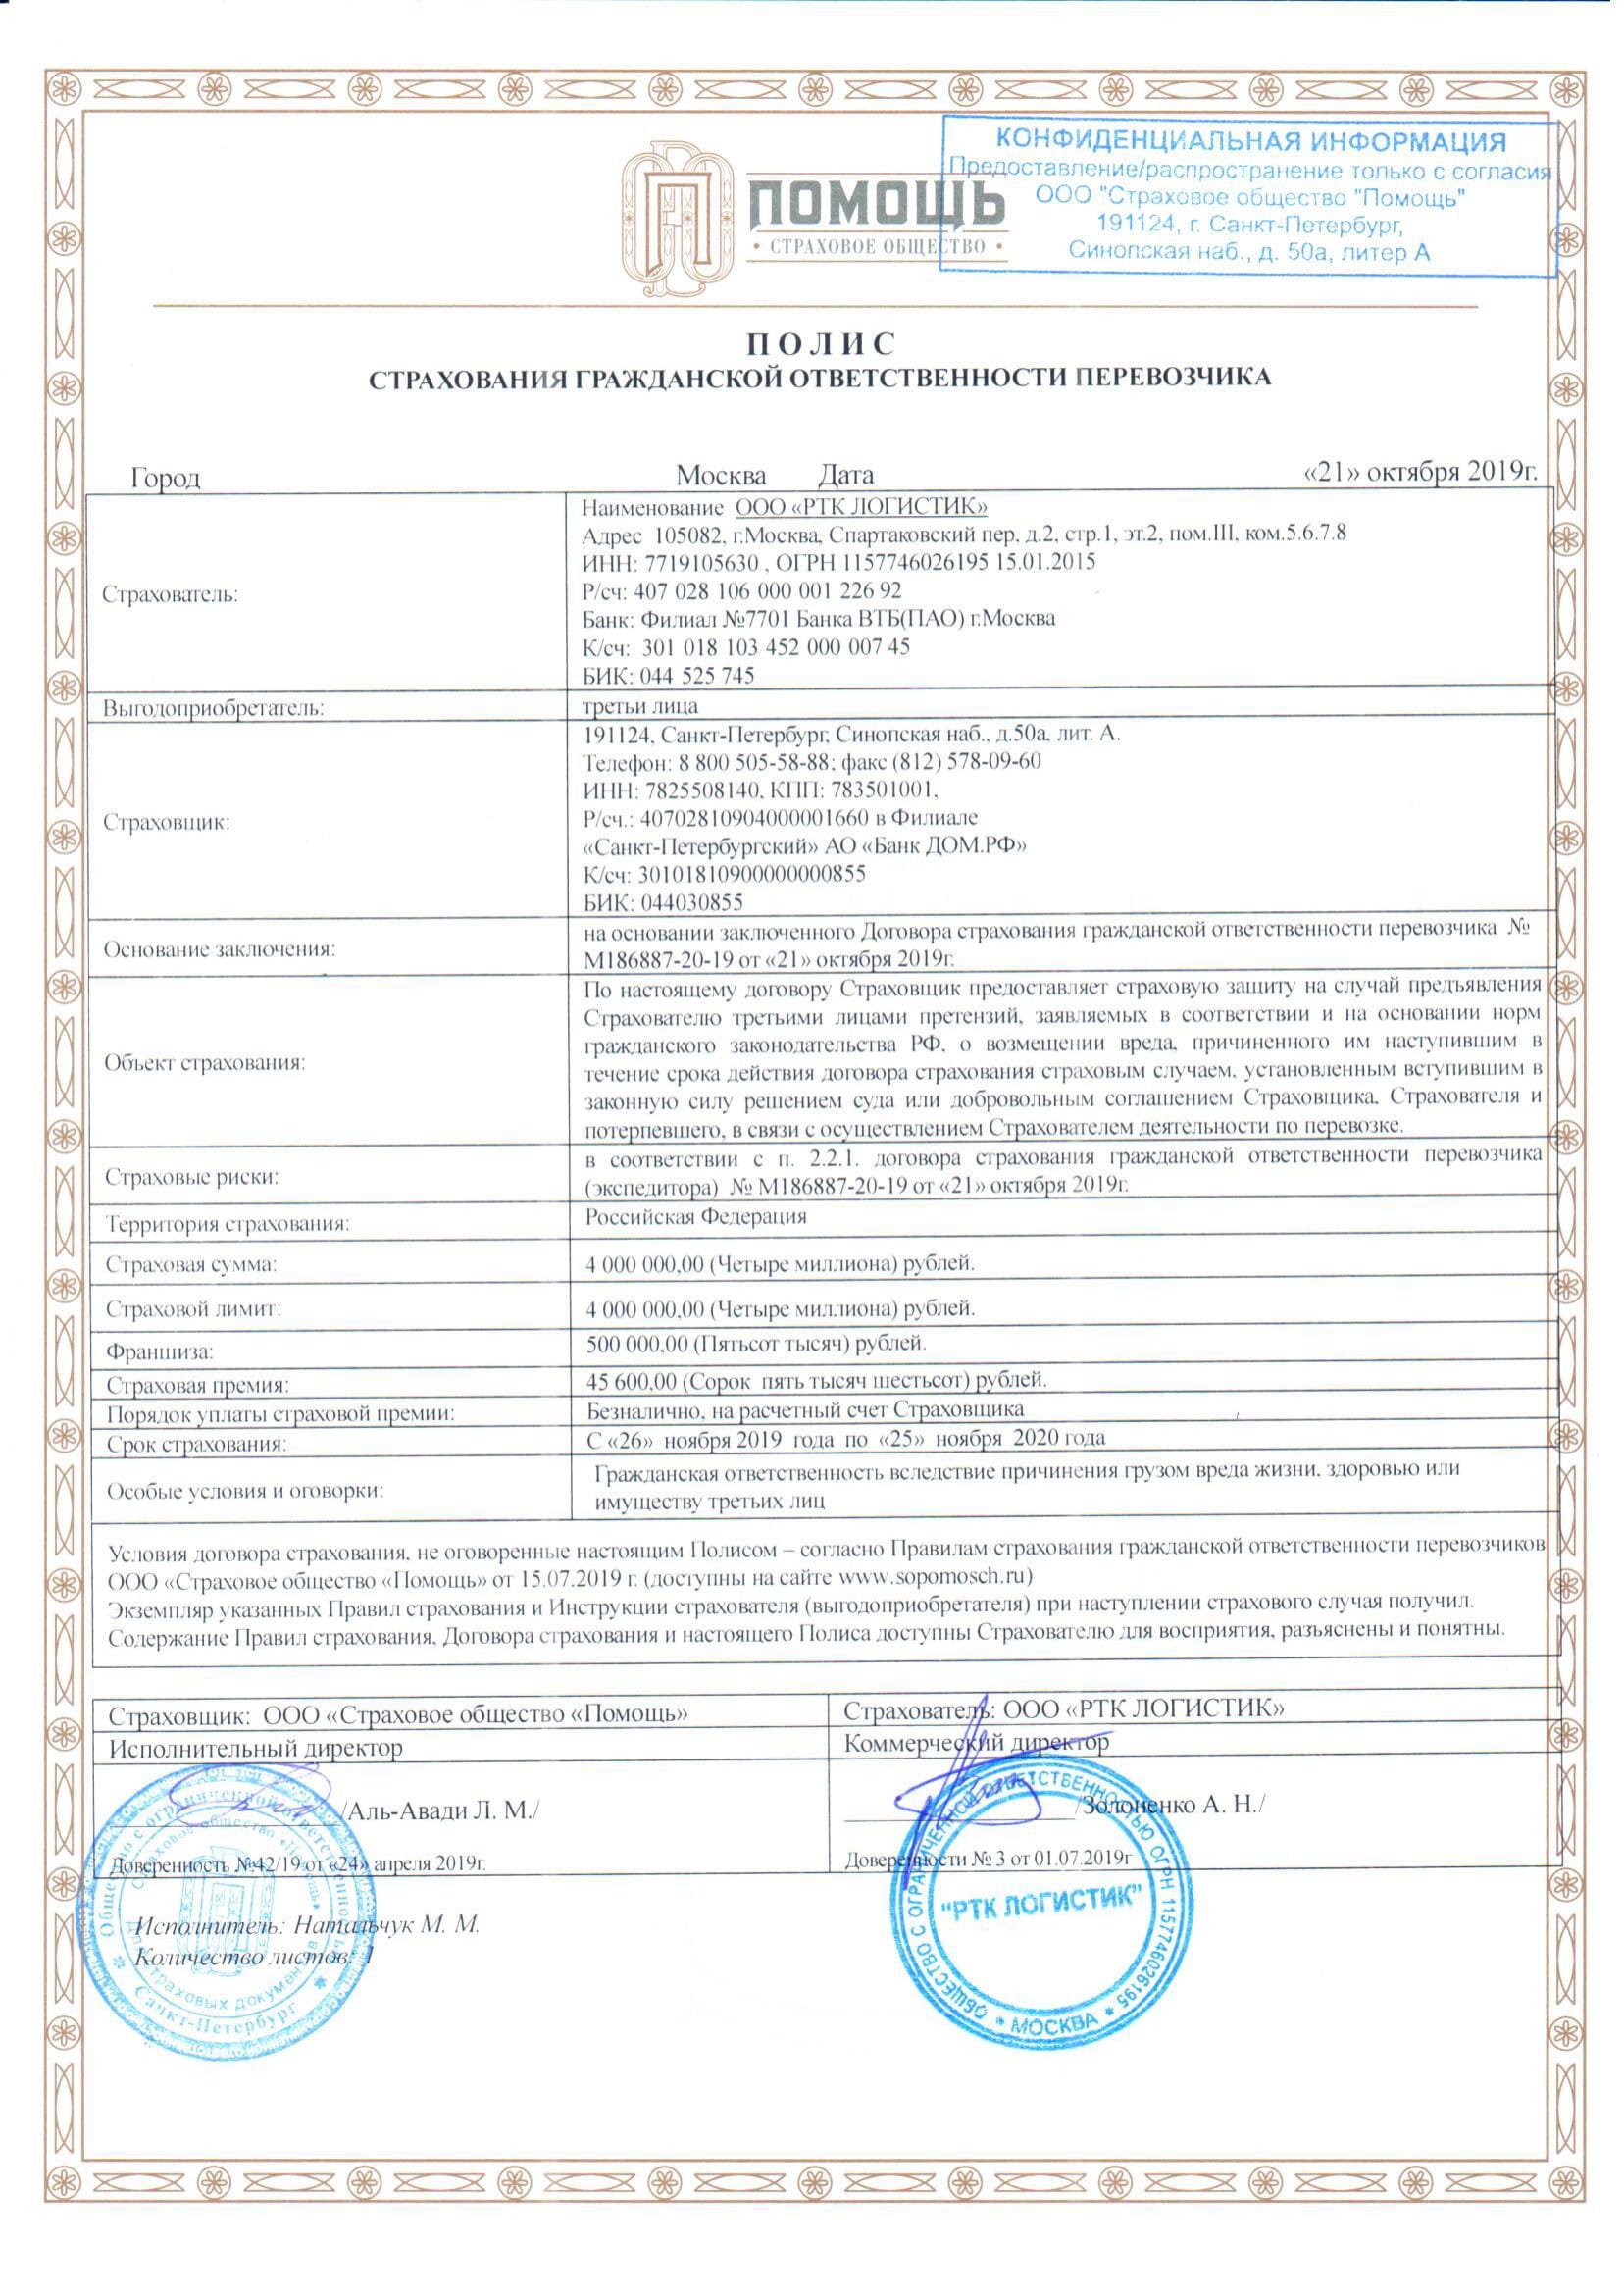 КОНФИДЕНЦИАЛЬНАЯ ИНФОРМАЦИЯ
Предоставление/распространение только с согласия
ООО "Страховое общество "Помощь"
191124, г. Санкт-Петербург,
Синопская наб., д. 50а, литер А
ПОМОЩЬ
• СТРАХОВОЕ ОБЩЕСТВО •
ПОЛИС
СТРАХОВАНИЯ ГРАЖДАНСКОЙ ОТВЕТСТВЕННОСТИ ПЕРЕВОЗЧИКА
Город Москва Дата «21» октября 2019г.
Страхователь:
Наименование ООО «РТК ЛОГИСТИК»
Адрес 105082, г.Москва, Спартаковский пер, д.2, стр.1, эт.2, пом.III, ком.5.6.7.8
ИНН: 7719105630 , ОГРН 1157746026195 15.01.2015
Р/сч: 407 028 106 000 001 226 92
Банк: Филиал №7701 Банка ВТБ(ПАО) г.Москва
К/сч: 301 018 103 452 000 007 45
БИК: 044 525 745
Выгодоприобретатель: третьи лица
Страховщик:
191124, Санкт-Петербург, Синопская наб., д.50а, лит. А.
Телефон: 8 800 505-58-88; факс (812) 578-09-60
ИНН: 7825508140, КПП: 783501001,
Р/сч.: 40702810904000001660 в Филиале
«Санкт-Петербургский» АО «Банк ДОМ.РФ»
К/сч: 30101810900000000855
БИК: 044030855
Основание заключения:
на основании заключенного Договора страхования гражданской ответственности перевозчика №
М186887-20-19 от «21» октября 2019г.
Объект страхования:
По настоящему договору Страховщик предоставляет страховую защиту на случай предъявления
Страхователю третьими лицами претензий, заявляемых в соответствии и на основании норм
гражданского законодательства РФ, о возмещении вреда, причиненного им наступившим в
течение срока действия договора страхования страховым случаем, установленным вступившим в
законную силу решением суда или добровольным соглашением Страховщика, Страхователя и
потерпевшего, в связи с осуществлением Страхователем деятельности по перевозке.
Страховые риски:
в соответствии с п. 2.2.1. договора страхования гражданской ответственности перевозчика
(экспедитора) № М186887-20-19 от «21» октября 2019г.
Территория страхования: Российская Федерация
Страховая сумма: 4 000 000,00 (Четыре миллиона) рублей.
Страховой лимит: 4 000 000,00 (Четыре миллиона) рублей.
Франшиза: 500 000,00 (Пятьсот тысяч) рублей.
Страховая премия: 45 600,00 (Сорок пять тысяч шестьсот) рублей.
Порядок уплаты страховой премии: Безналично, на расчетный счет Страховщика
Срок страхования: С «26» ноября 2019 года по «25» ноября 2020 года
Особые условия и оговорки:
Гражданская ответственность вследствие причинения грузом вреда жизни, здоровью или
имуществу третьих лиц
Условия договора страхования, не оговоренные настоящим Полисом – согласно Правилам страхования гражданской ответственности перевозчиков
ООО «Страховое общество «Помощь» от 15.07.2019 г. (доступны на сайте www.sopomosch.ru)
Экземпляр указанных Правил страхования и Инструкции страхователя (выгодоприобретателя) при наступлении страхового случая получил.
Содержание Правил страхования, Договора страхования и настоящего Полиса доступны Страхователю для восприятия, разъяснены и понятны.
Страховщик: ООО «Страховое общество «Помощь»
Исполнительный директор
/Аль-Авади Л. М./
Доверенность №42/19 от «24» апреля 2019г.
Страхователь: ООО «РТК ЛОГИСТИК»
Коммерческий директор
/Золоненко А. Н./
Доверенности № 3 от 01.07.2019г
Исполнитель: Натальчук М. М.
Количество листов: 1
Общество с ограниченной ответственностью
Страховое общество «Помощь»
Для страховых документов
Санкт-Петербург
ОБЩЕСТВО С ОГРАНИЧЕННОЙ ОТВЕТСТВЕННОСТЬЮ ОГРН 1157746026195
"РТК ЛОГИСТИК"
* МОСКВА *